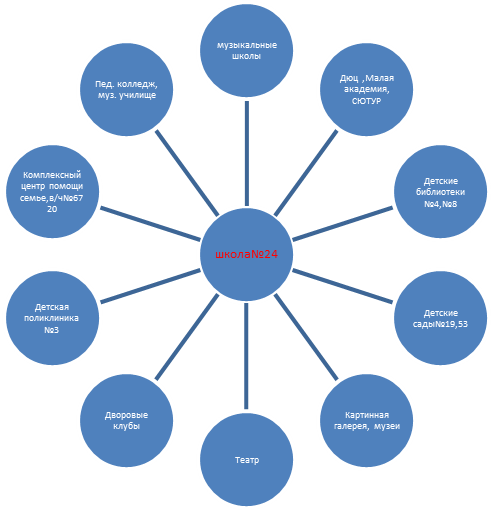 музыкальные
школы
Дюц ,Малая
академия,
СЮТУР
Детские
библиотеки
№4,№8
Детские
сады№19,53
Картинная
галерея, музеи
Театр
Дворовые
клубы
Детская
поликлиника
№3
Комплексный
центр помощи
семье,в/ч№67
20
Пед. колледж,
муз. училище
школа№24